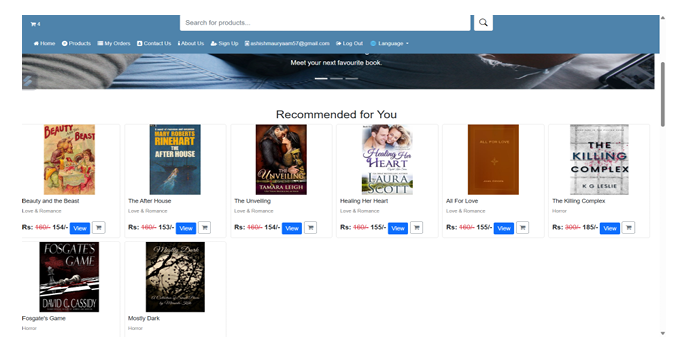 4
Search for products...
Home Products My Orders Contact Us About Us Sign Up ashishmauryaam57@gmail.com Log Out Language
Meet your next favourite book.
Recommended for You
BEAUTY AND THE BEAST
MARY ROBERTS
RINEHART
THE
AFTER HOUSE
THE
UNVEILING
TAMARA LEIGH
Healing Her
HEART
LAURA
SCOTT
ALL FOR LOVE
THE
KILLING
COMPLEX
K G LESLIE
Beauty and the Beast
Love & Romance
Rs: 160/- 154/- View
The After House
Love & Romance
Rs: 160/- 153/- View
The Unveiling
Love & Romance
Rs: 160/- 154/- View
Healing Her Heart
Love & Romance
Rs: 160/- 155/- View
All For Love
Love & Romance
Rs: 160/- 155/- View
The Killing Complex
Horror
Rs: 300/- 185/- View
FOSGATE'S
GAME
DAVID C. CASSIDY
Mostly Dark
Fosgate's Game
Horror
Mostly Dark
Horror